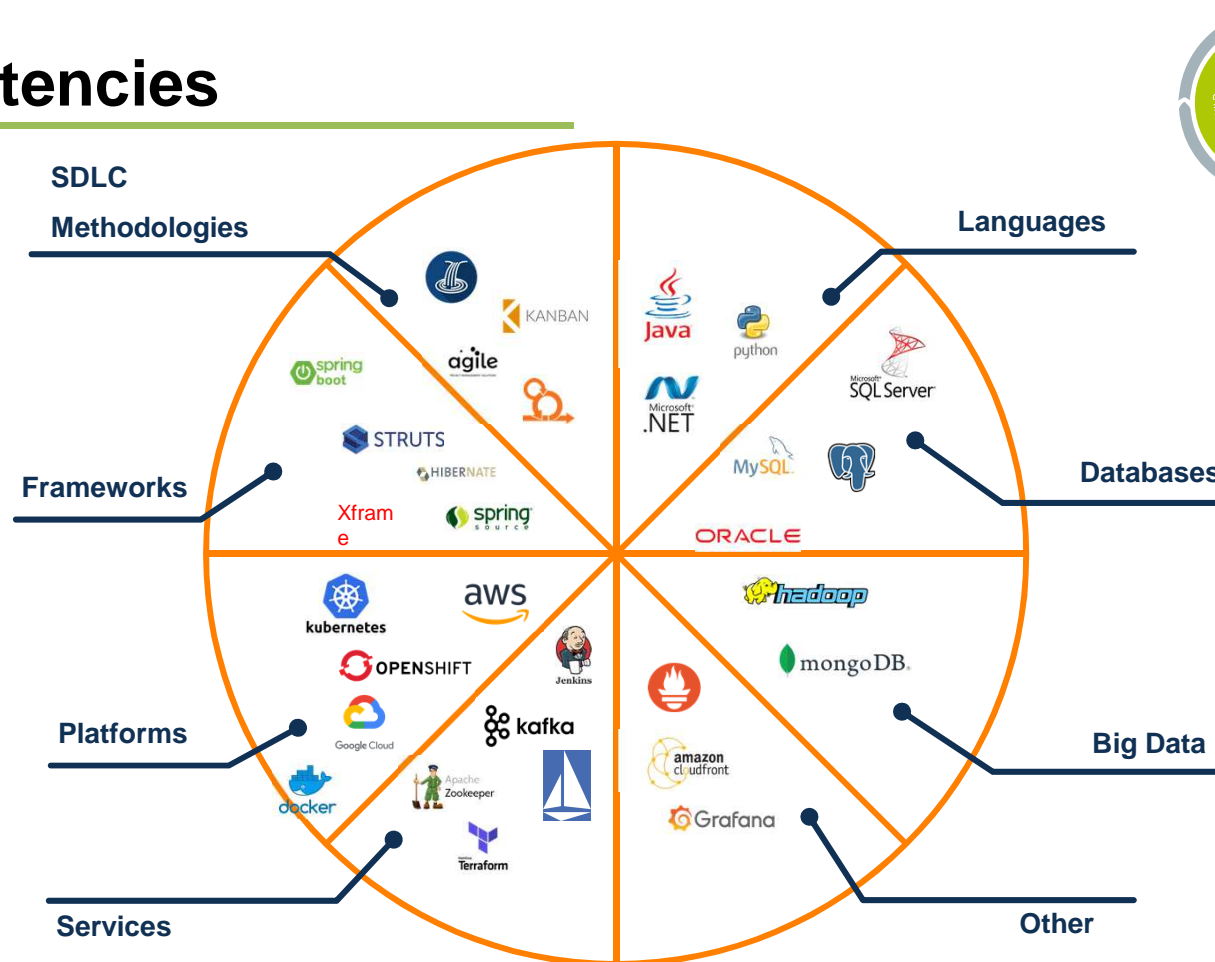 tencies
SDLC
Methodologies
KANBAN
agile
Languages
Java
python
Microsoft
.NET
Microsoft
SQL Server
MySQL
ORACLE
Databases
spring
boot
STRUTS
HIBERNATE
Xfram
e
spring
source
Frameworks
kubernetes
aws
OPENSHIFT
Google Cloud
docker
Platforms
Jenkins
kafka
Apache
Zookeeper
Terraform
Services
hadoop
mongoDB.
Big Data
amazon
cloudfront
Grafana
Other